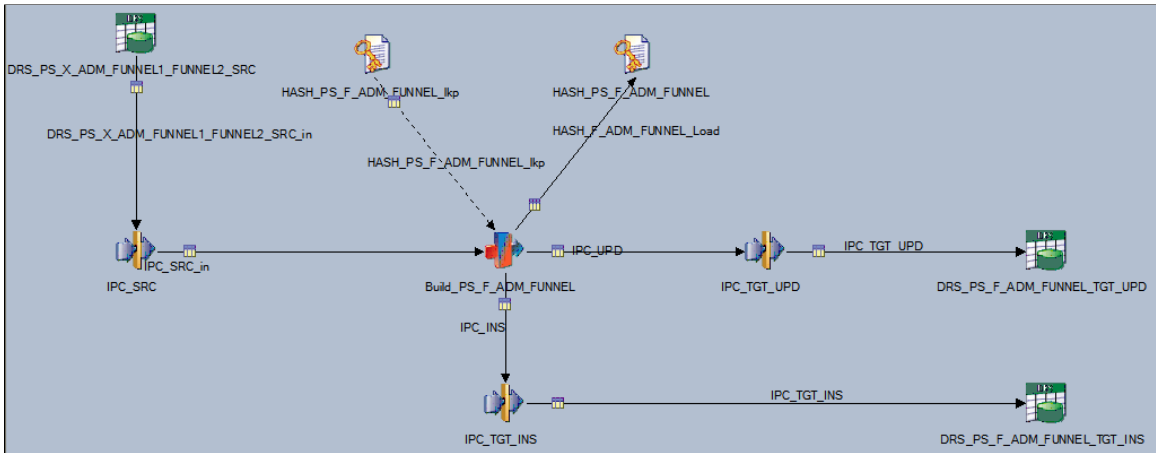 DRS_PS_X_ADM_FUNNEL1_FUNNEL2_SRC
HASH_PS_F_ADM_FUNNEL_lkp
HASH_PS_F_ADM_FUNNEL
DRS_PS_X_ADM_FUNNEL1_FUNNEL2_SRC_in
HASH_F_ADM_FUNNEL_Load
HASH_PS_F_ADM_FUNNEL_lkp
IPC_SRC_in
IPC_UPD
IPC_TGT_UPD
IPC_SRC
Build_PS_F_ADM_FUNNEL
IPC_TGT_UPD
DRS_PS_F_ADM_FUNNEL_TGT_UPD
IPC_INS
IPC_TGT_INS
IPC_TGT_INS
DRS_PS_F_ADM_FUNNEL_TGT_INS